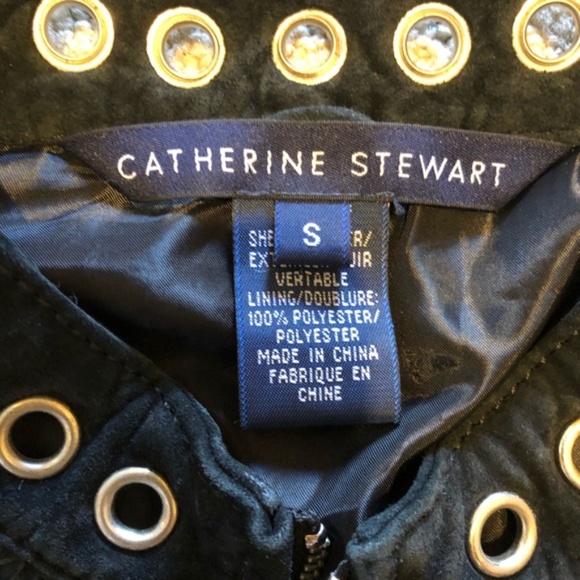 CATHERINE STEWART
S
VERTABLE
LINING/DOUBLURE:
100% POLYESTER/
POLYESTER
MADE IN CHINA
FABRIQUE EN
CHINE